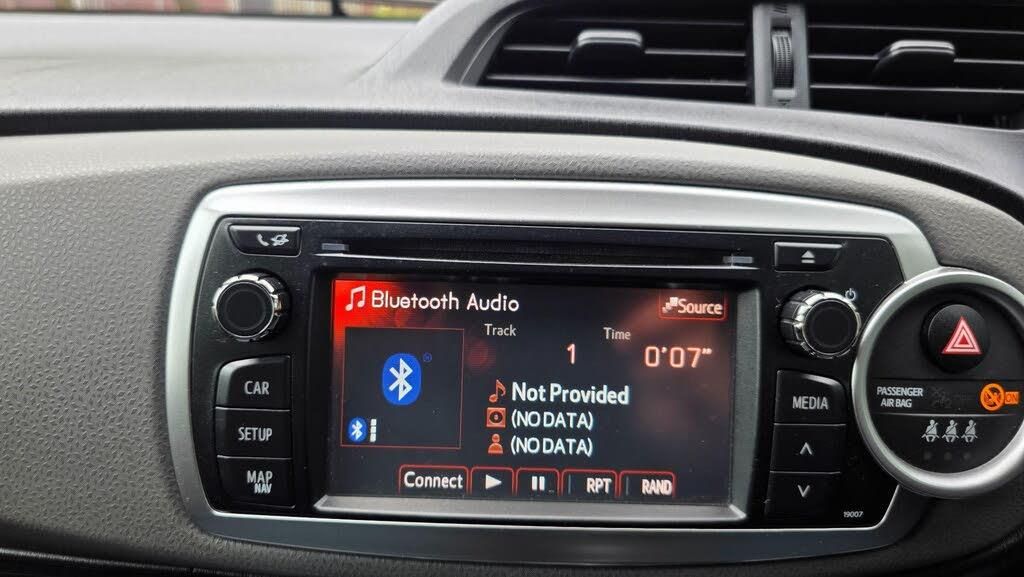 Bluetooth Audio
Source
Track
Time
1
0'07"
Not Provided
(NO DATA)
(NO DATA)
Connect
RPT
RAND
CAR
SETUP
MAP
NAV
MEDIA
19007
PASSENGER
AIR BAG
ON